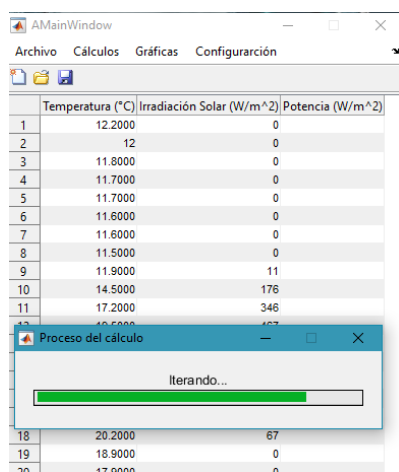 AMainWindow
Archivo Cálculos Gráficas Configurarción
Temperatura (°C) Irradiación Solar (W/m^2) Potencia (W/m^2)
1 12.2000 0
2 12 0
3 11.8000 0
4 11.7000 0
5 11.7000 0
6 11.6000 0
7 11.6000 0
8 11.5000 0
9 11.9000 11
10 14.5000 176
11 17.2000 346
Proceso del cálculo
Iterando...
18 20.2000 67
19 18.9000 0